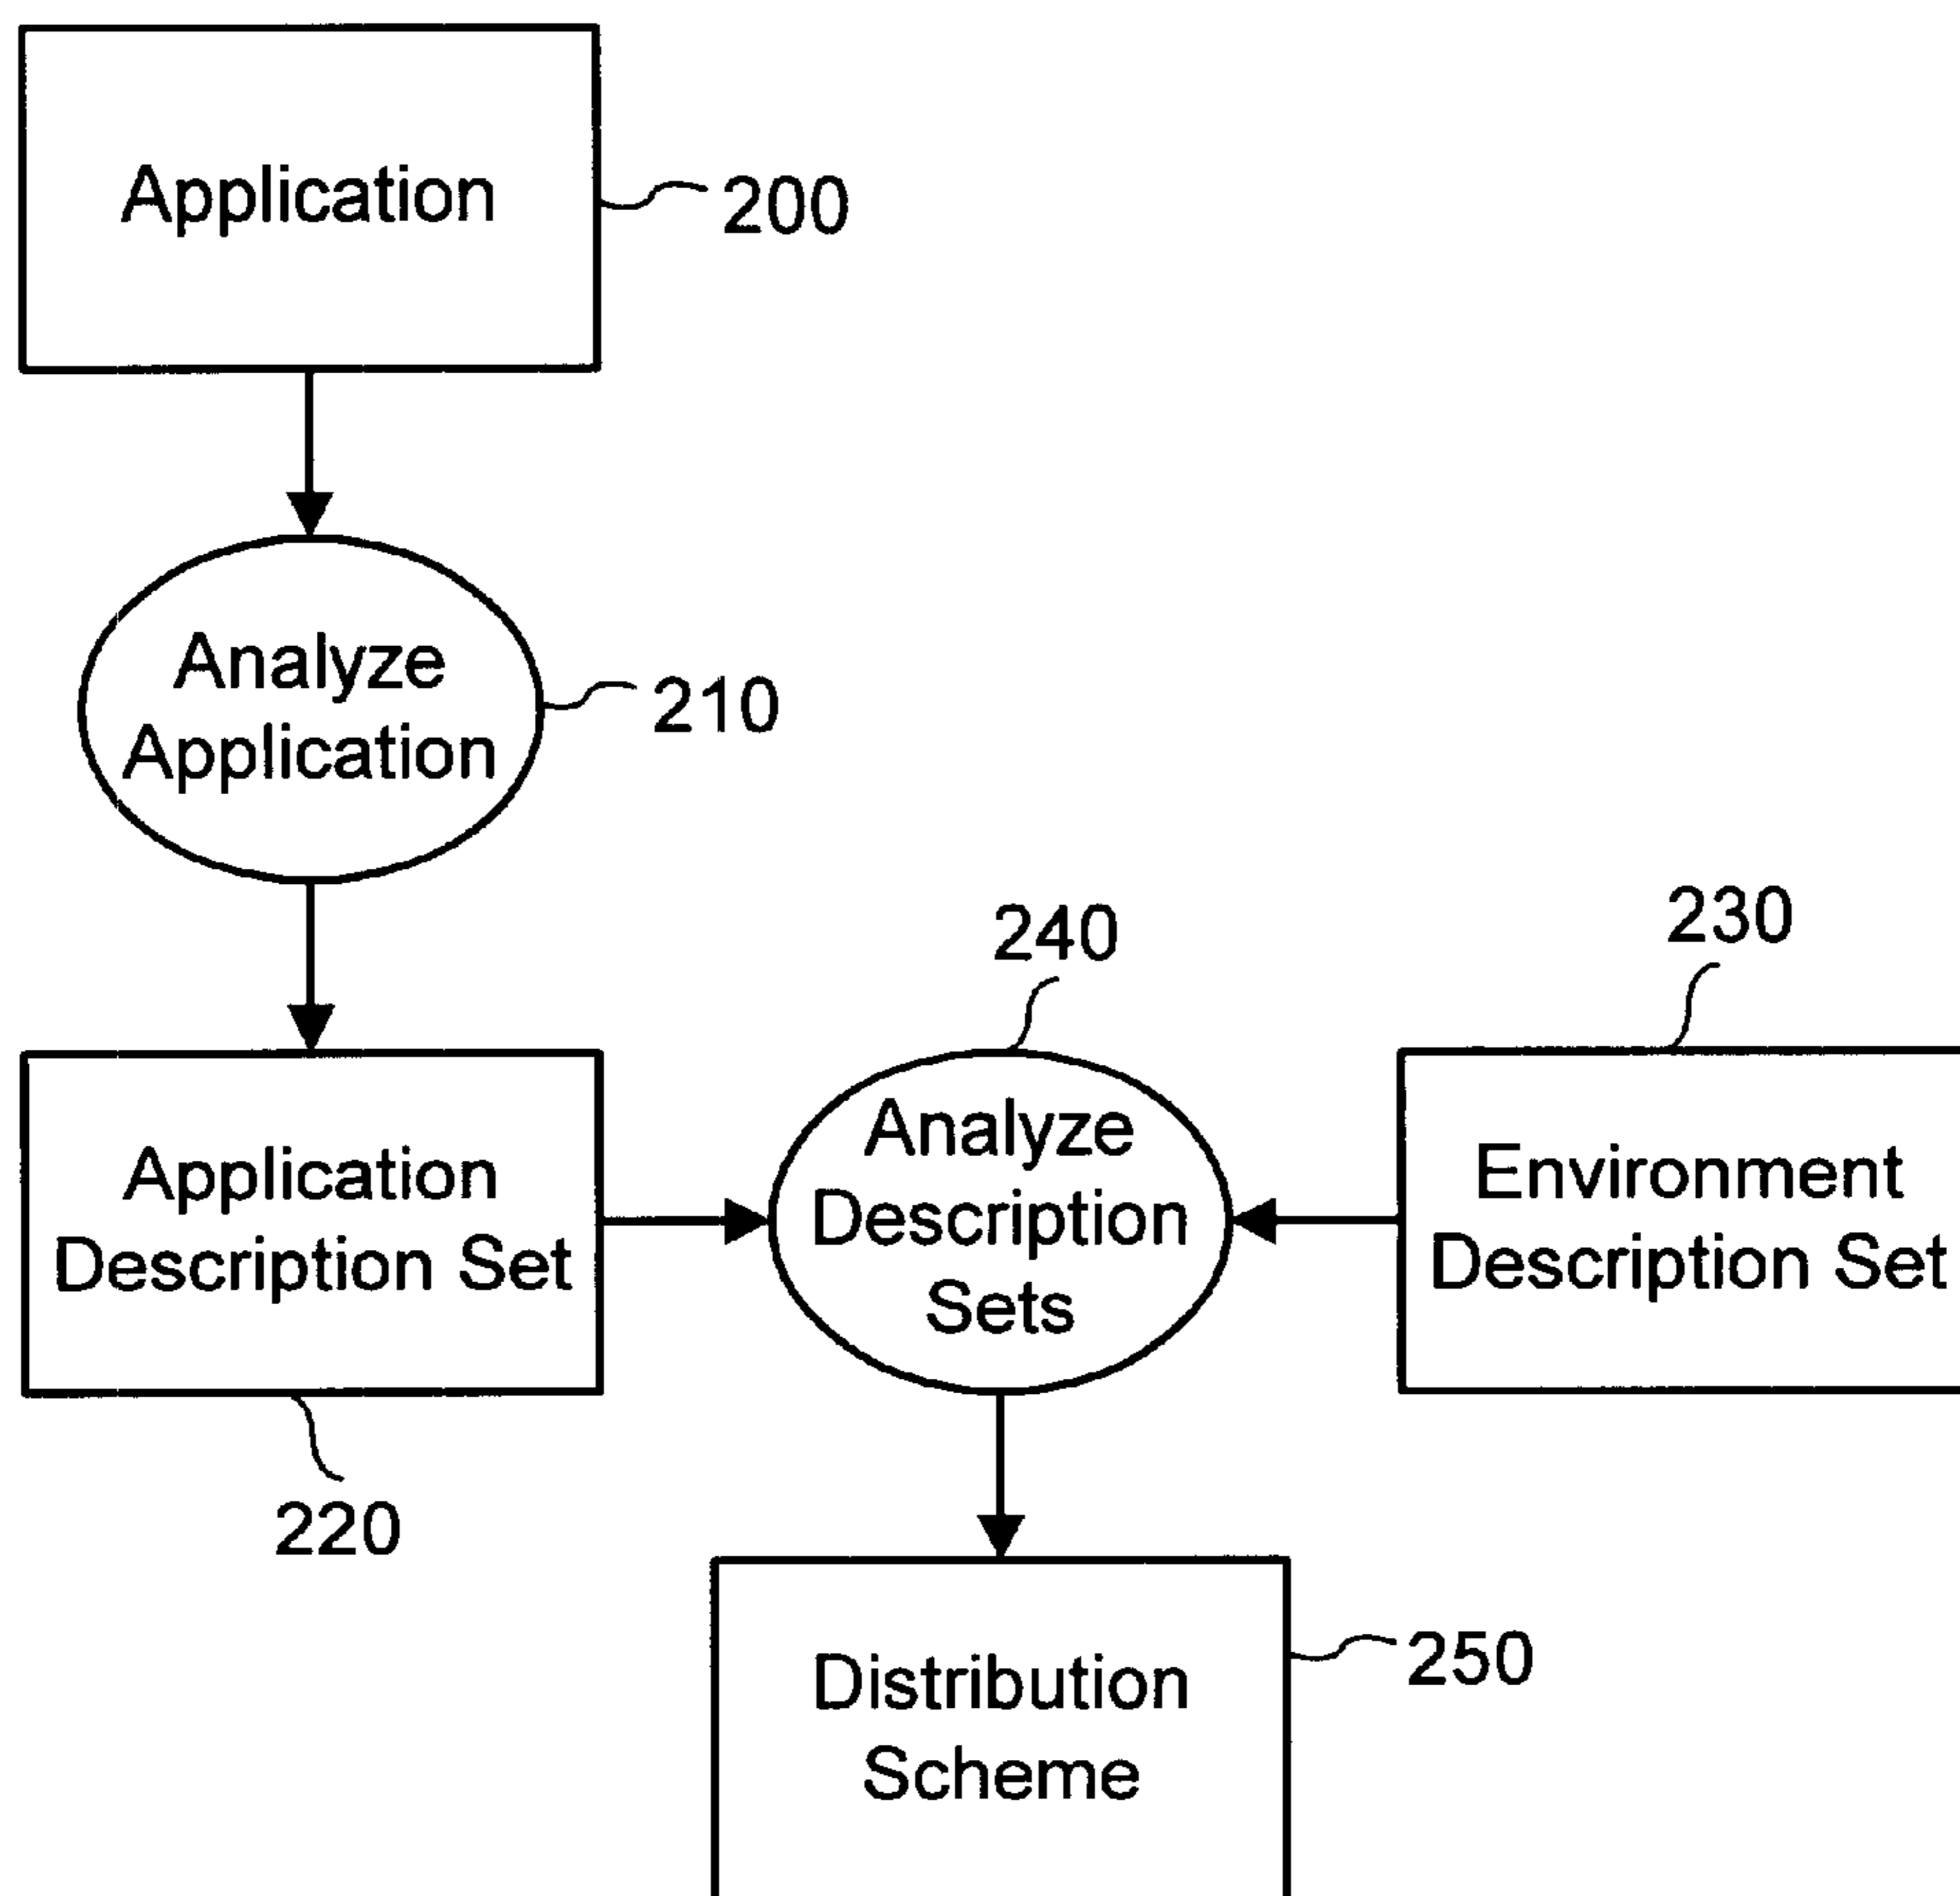 Application
200
Analyze
Application
210
240
230
Application
Description Set
Analyze
Description
Sets
Environment
Description Set
220
Distribution
Scheme
250